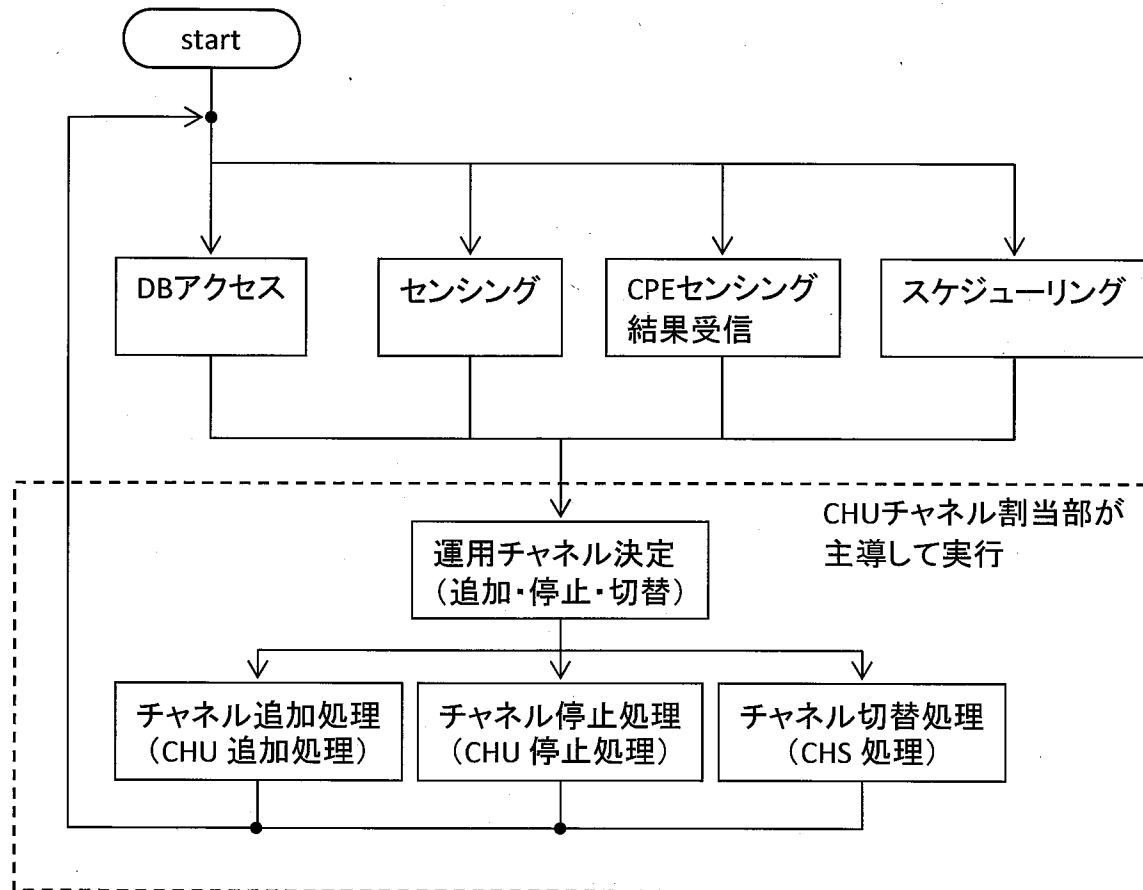 start
DBアクセス
センシング
CPEセンシング
結果受信
スケジューリング
CHUチャネル割当部が
主導して実行
運用チャネル決定
（追加・停止・切替）
チャネル追加処理
（CHU 追加処理）
チャネル停止処理
（CHU 停止処理）
チャネル切替処理
（CHS 処理）